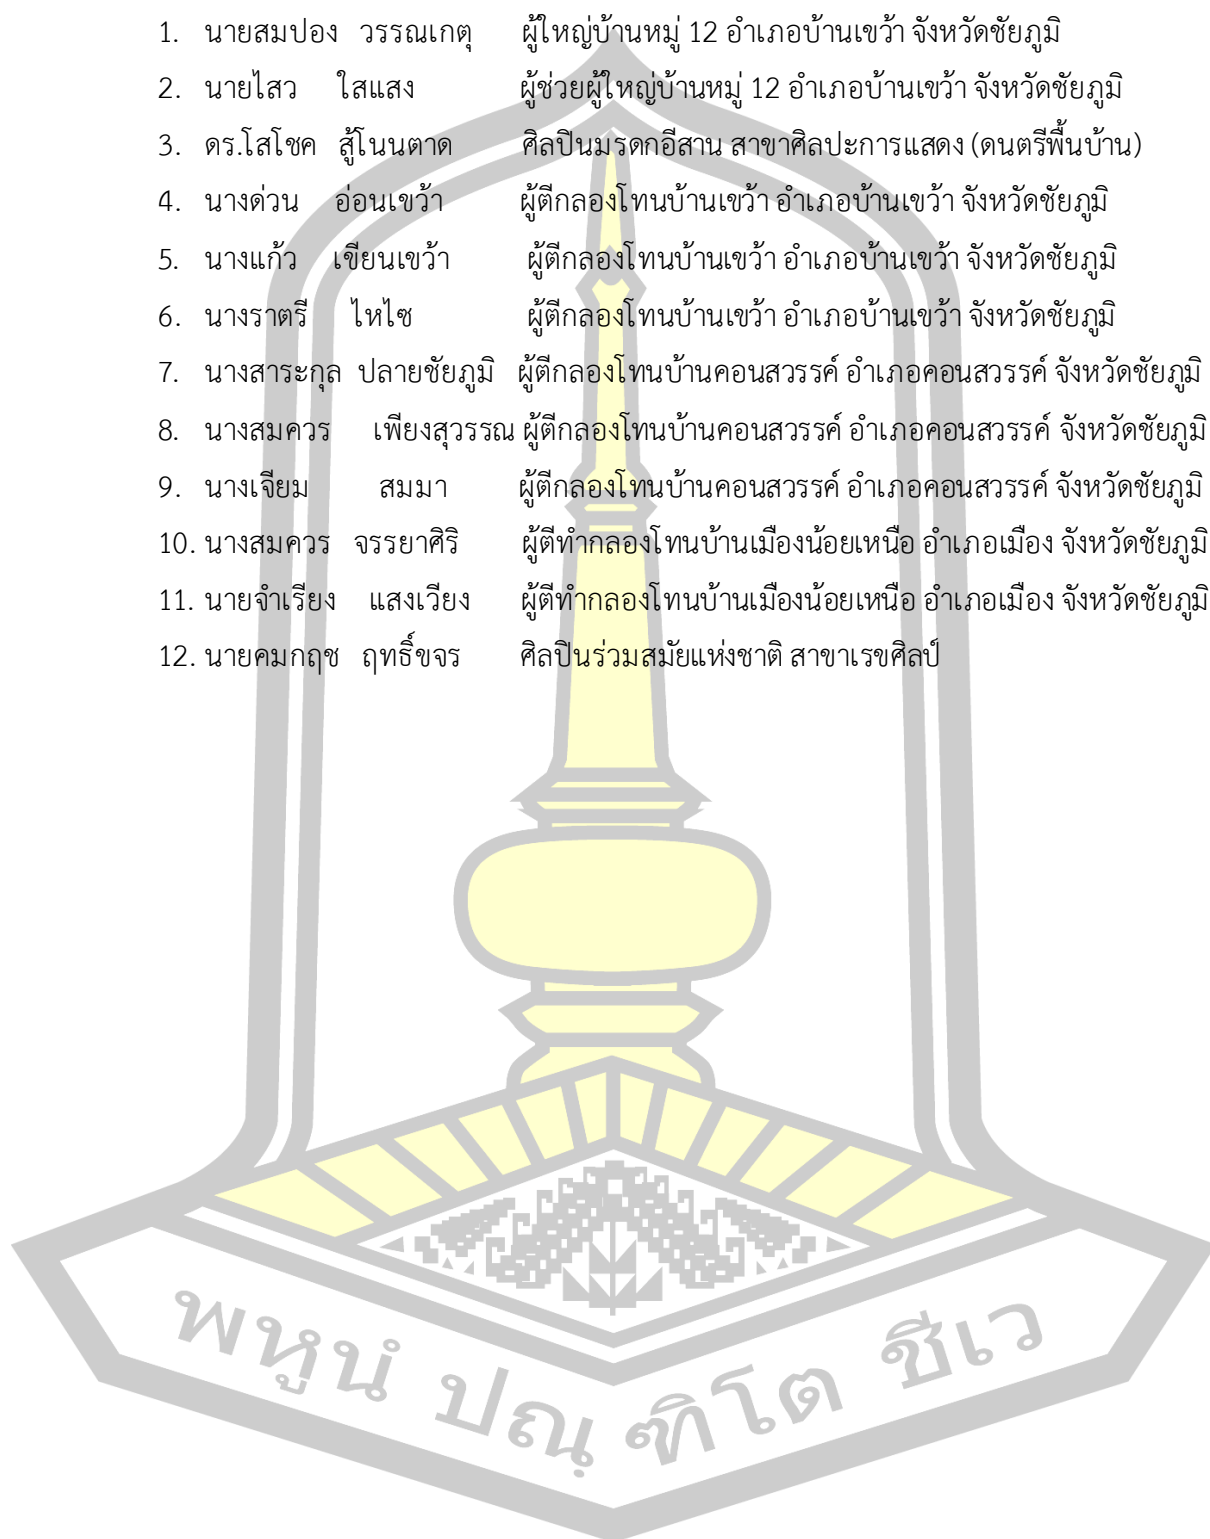 1. นายสมปอง วรรณเกตุ ผู้ใหญ่บ้านหมู่ 12 อำเภอบ้านเขว้า จังหวัดชัยภูมิ
2. นายไสว ใสแสง ผู้ช่วยผู้ใหญ่บ้านหมู่ 12 อำเภอบ้านเขว้า จังหวัดชัยภูมิ
3. ดร.โสโชค สู้โนนตาด ศิลปินมรดกอีสาน สาขาศิลปะการแสดง (ดนตรีพื้นบ้าน)
4. นางด่วน อ่อนเขว้า ผู้ตีกลองโทนบ้านเขว้า อำเภอบ้านเขว้า จังหวัดชัยภูมิ
5. นางแก้ว เขียนเขว้า ผู้ตีกลองโทนบ้านเขว้า อำเภอบ้านเขว้า จังหวัดชัยภูมิ
6. นางราตรี ไหไซ ผู้ตีกลองโทนบ้านเขว้า อำเภอบ้านเขว้า จังหวัดชัยภูมิ
7. นางสาระกุล ปลายชัยภูมิ ผู้ตีกลองโทนบ้านคอนสวรรค์ อำเภอคอนสวรรค์ จังหวัดชัยภูมิ
8. นางสมควร เพียงสุวรรณ ผู้ตีกลองโทนบ้านคอนสวรรค์ อำเภอคอนสวรรค์ จังหวัดชัยภูมิ
9. นางเจียม สมมา ผู้ตีกลองโทนบ้านคอนสวรรค์ อำเภอคอนสวรรค์ จังหวัดชัยภูมิ
10. นางสมควร จรรยาศิริ ผู้ตีทำกลองโทนบ้านเมืองน้อยเหนือ อำเภอเมือง จังหวัดชัยภูมิ
11. นายจำเรียง แสงเวียง ผู้ตีทำกลองโทนบ้านเมืองน้อยเหนือ อำเภอเมือง จังหวัดชัยภูมิ
12. นายคมกฤช ฤทธิ์ขจร ศิลปินร่วมสมัยแห่งชาติ สาขาเรขศิลป์
พหูนํ ปณฺ ฑิโต ชีเว